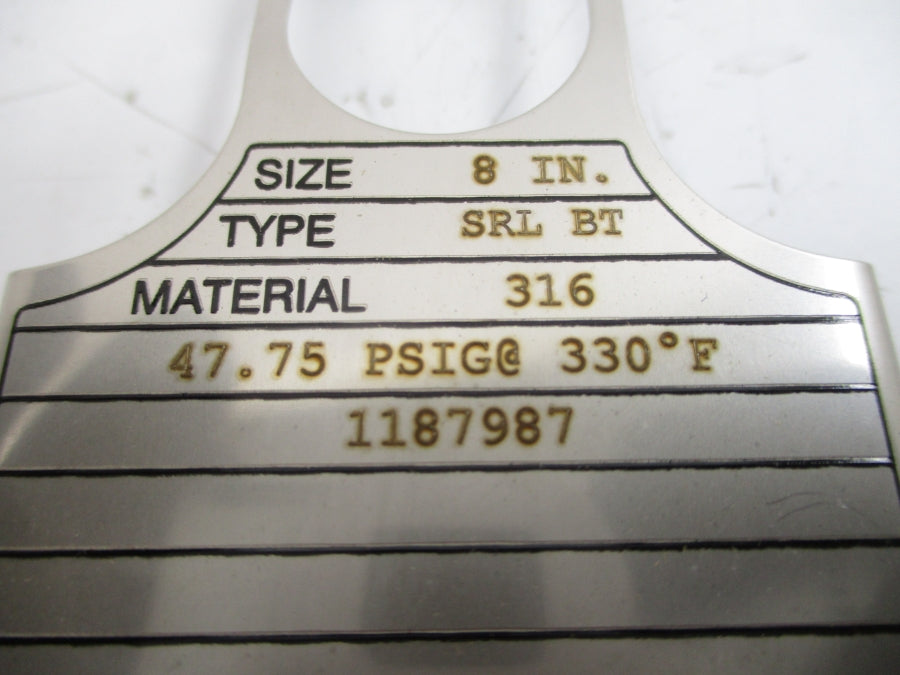 SIZE 8 IN.
TYPE SRL BT
MATERIAL 316
47.75 PSIG@ 330°F
1187987